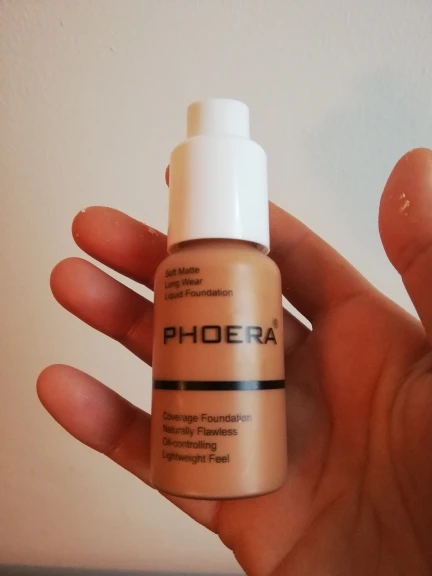 Soft Matte
Long Wear
Liquid Foundation
PHOERA®
Coverage Foundation
Naturally Flawless
Oil-controlling
Lightweight Feel